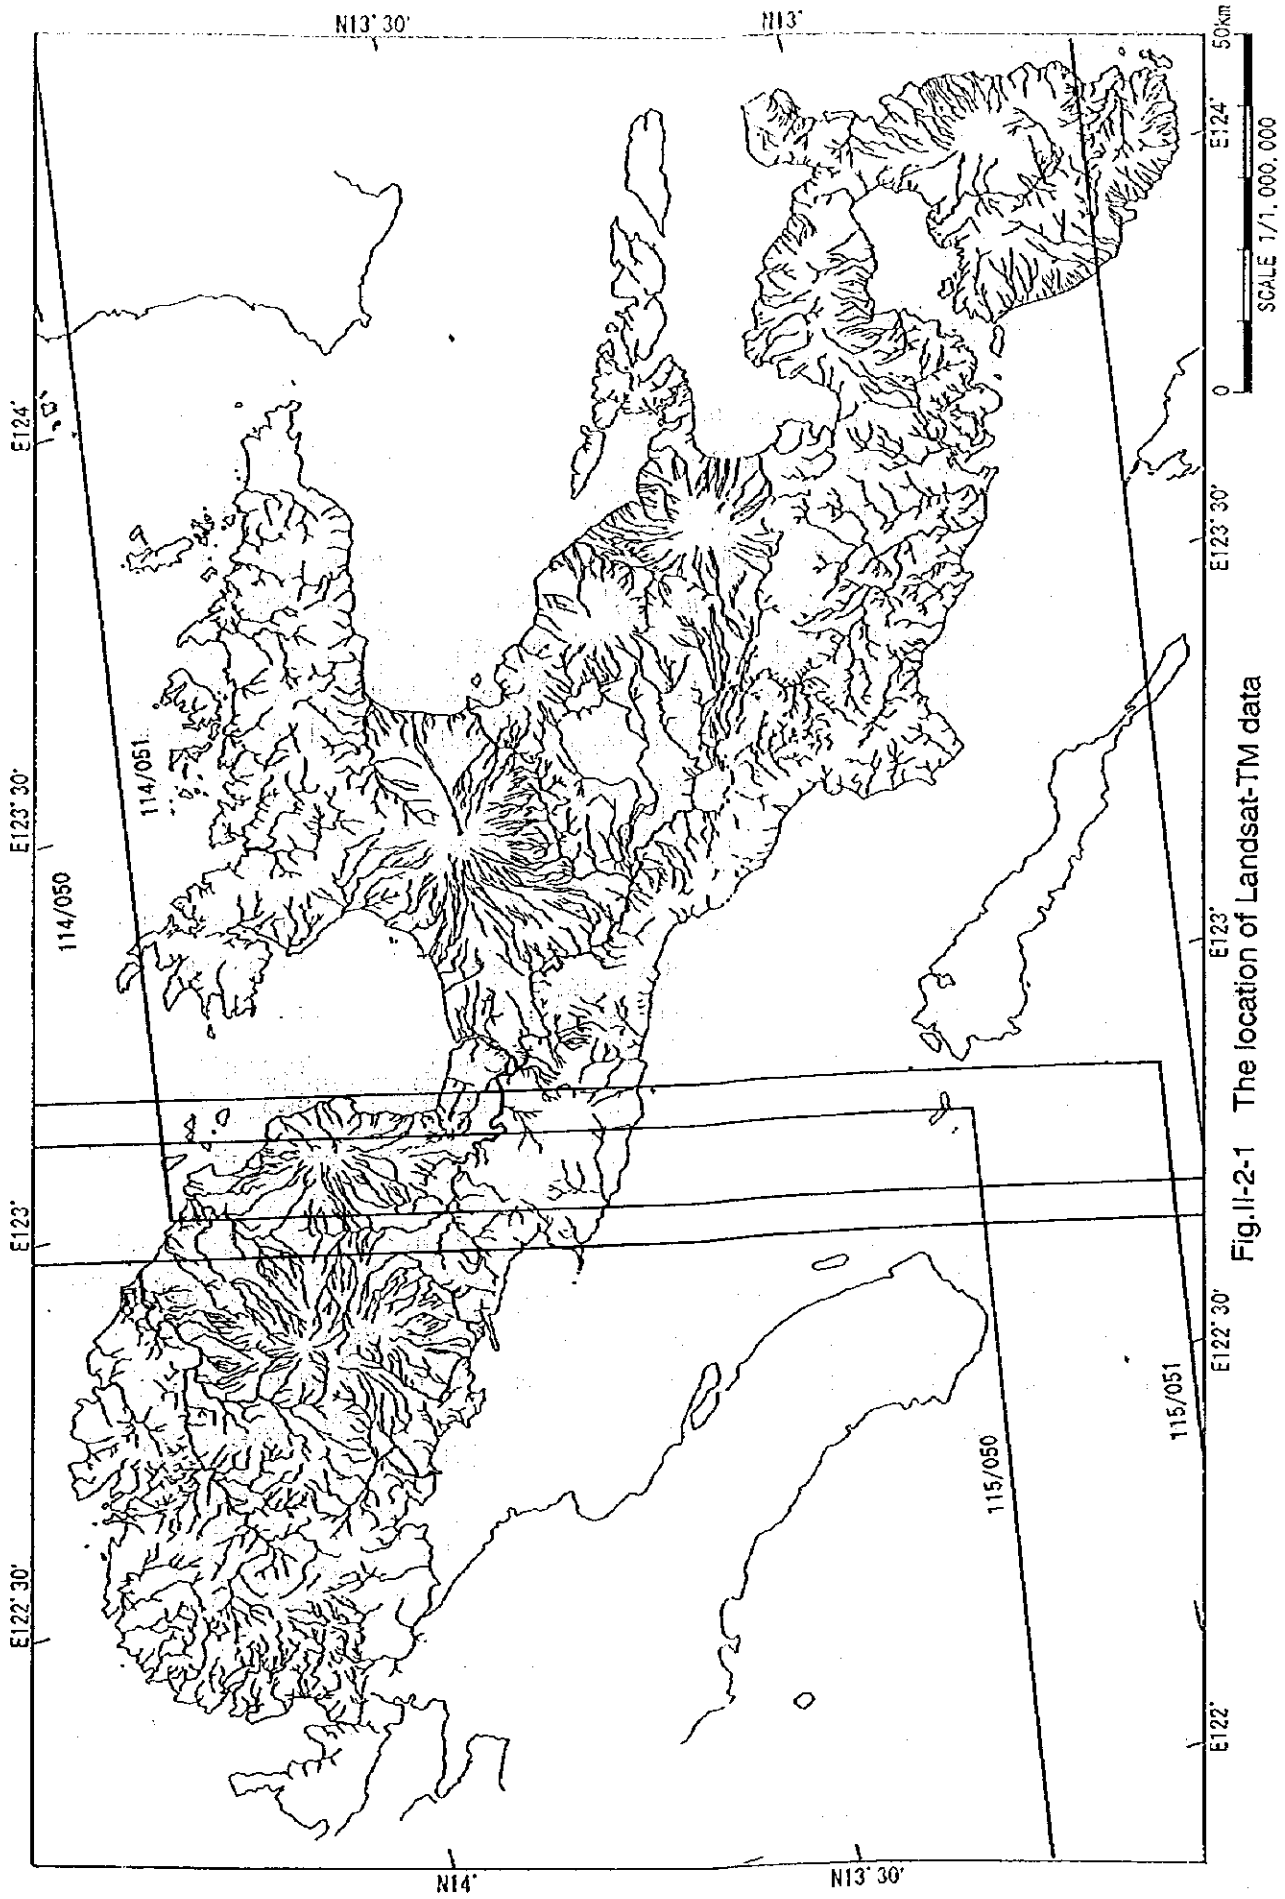 E122° 30'
E123°
E123° 30'
E124°
N14°
N13° 30'
N13° 30'
N13°
114/050
114/051
115/050
115/051
E122°
E122° 30'
E123°
E123° 30'
E124°
0
50km
SCALE 1/1,000,000
Fig.II-2-1 The location of Landsat-TM data